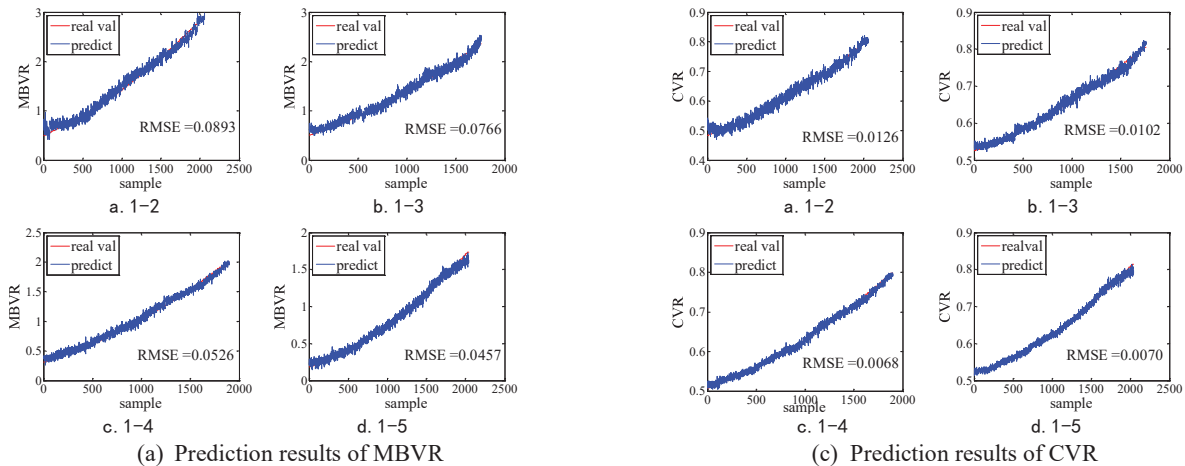 3
2
1
0
MBVR
real val
predict
RMSE =0.0893
0 500 1000 1500 2000 2500
sample
a. 1-2
3
2
1
0
MBVR
real val
predict
RMSE =0.0766
0 500 1000 1500 2000
sample
b. 1-3
2.5
2
1.5
1
0.5
0
MBVR
real val
predict
RMSE=0.0526
0 500 1000 1500 2000
sample
c. 1-4
2
1.5
1
0.5
0
MBVR
real val
predict
RMSE=0.0457
0 500 1000 1500 2000 2500
sample
d. 1-5
(a) Prediction results of MBVR
0.9
0.8
0.7
0.6
0.5
0.4
CVR
real val
predict
RMSE =0.0126
0 500 1000 1500 2000 2500
sample
a. 1-2
0.9
0.8
0.7
0.6
0.5
CVR
real val
predict
RMSE=0.0102
0 500 1000 1500 2000
sample
b. 1-3
0.9
0.8
0.7
0.6
0.5
CVR
real val
predict
RMSE=0.0068
0 500 1000 1500 2000
sample
c. 1-4
0.9
0.8
0.7
0.6
0.5
CVR
realval
predict
RMSE =0.0070
0 500 1000 1500 2000 2500
sample
d. 1-5
(c) Prediction results of CVR